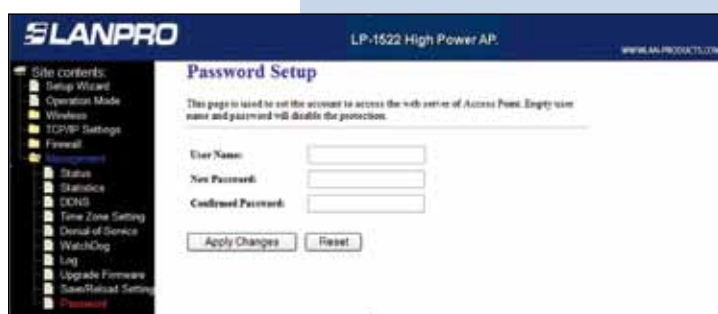 LANPRO
LP-1522 High Power AP.
WWW.LAN-PRODUCTS.COM
Site contents:
Setup Wizard
Operation Mode
Wireless
TCP/IP Settings
Firewall
Management
Status
Statistics
DDNS
Time Zone Setting
Denial of Service
WatchDog
Log
Upgrade Firmware
Save/Reload Setting
Password
Password Setup
This page is used to set the account to access the web server of Access Point. Empty user
name and password will disable the protection.
User Name:
New Password:
Confirmed Password:
Apply Changes
Reset